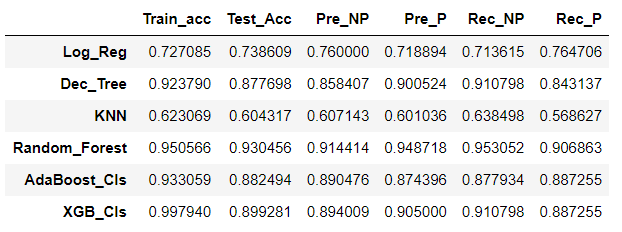 Train_acc Test_Acc Pre_NP Pre_P Rec_NP Rec_P
Log_Reg 0.727085 0.738609 0.760000 0.718894 0.713615 0.764706
Dec_Tree 0.923790 0.877698 0.858407 0.900524 0.910798 0.843137
KNN 0.623069 0.604317 0.607143 0.601036 0.638498 0.568627
Random_Forest 0.950566 0.930456 0.914414 0.948718 0.953052 0.906863
AdaBoost_Cls 0.933059 0.882494 0.890476 0.874396 0.877934 0.887255
XGB_Cls 0.997940 0.899281 0.894009 0.905000 0.910798 0.887255